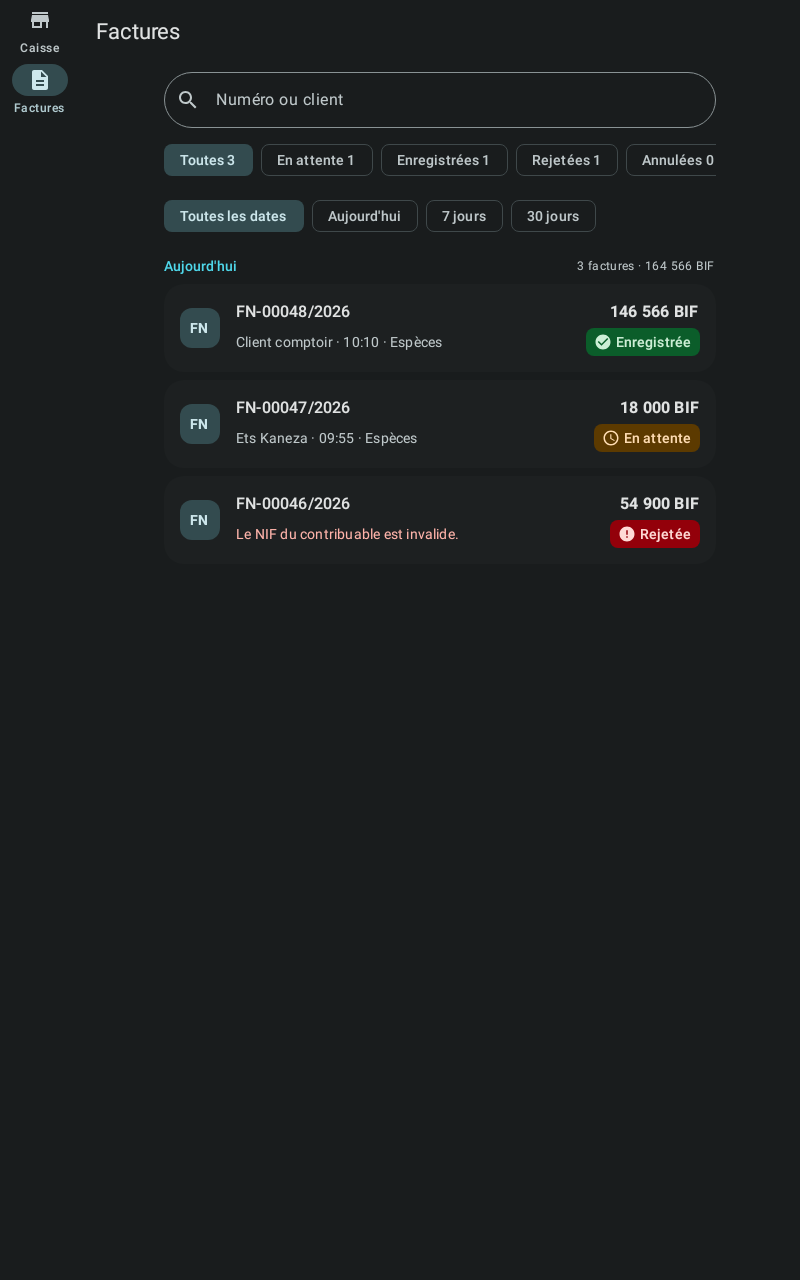 Caisse
Factures
Factures
Numéro ou client
Toutes 3
En attente 1
Enregistrées 1
Rejetées 1
Annulées 0
Toutes les dates
Aujourd'hui
7 jours
30 jours
Aujourd'hui
3 factures · 164 566 BIF
FN
FN-00048/2026
146 566 BIF
Client comptoir · 10:10 · Espèces
Enregistrée
FN
FN-00047/2026
18 000 BIF
Ets Kaneza · 09:55 · Espèces
En attente
FN
FN-00046/2026
54 900 BIF
Le NIF du contribuable est invalide.
Rejetée